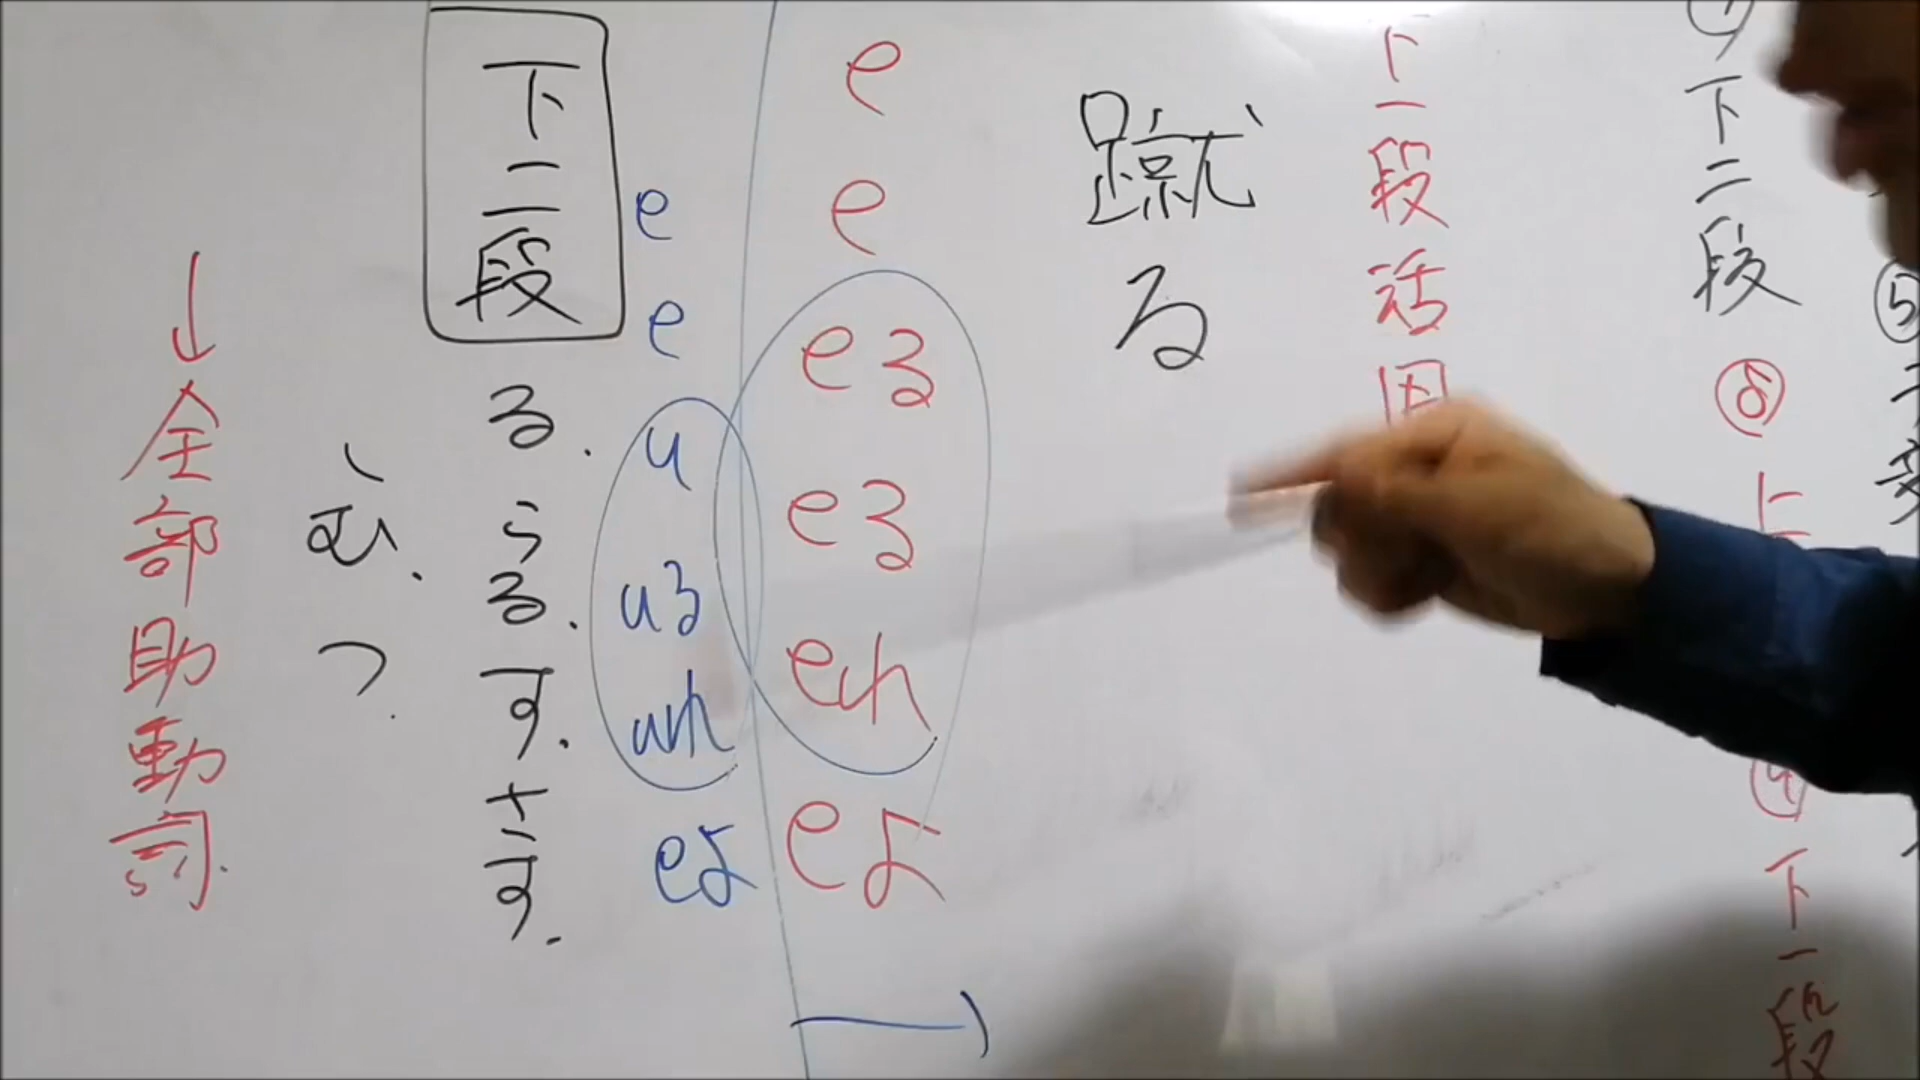 下二段
⑧上
④下一段
下一段活用
蹴る
e
e
eる
eる
eれ
eよ
e
e
u
uる
uれ
eよ
下二段
る.らる.す.さす.
む.つ.
↓全部助動詞.